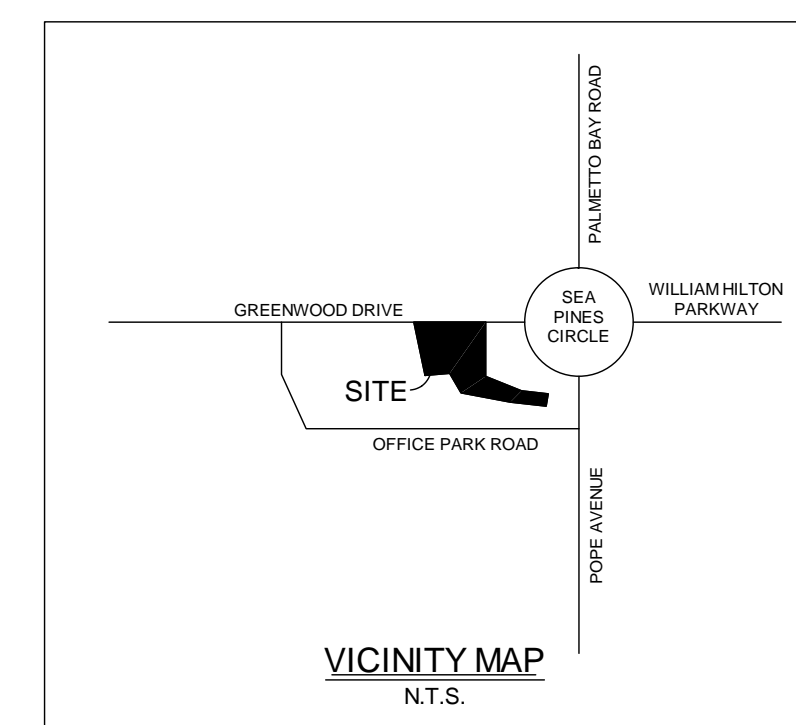 PALMETTO BAY ROAD
WILLIAM HILTON
PARKWAY
SEA
PINES
CIRCLE
GREENWOOD DRIVE
SITE
OFFICE PARK ROAD
POPE AVENUE
VICINITY MAP
N.T.S.